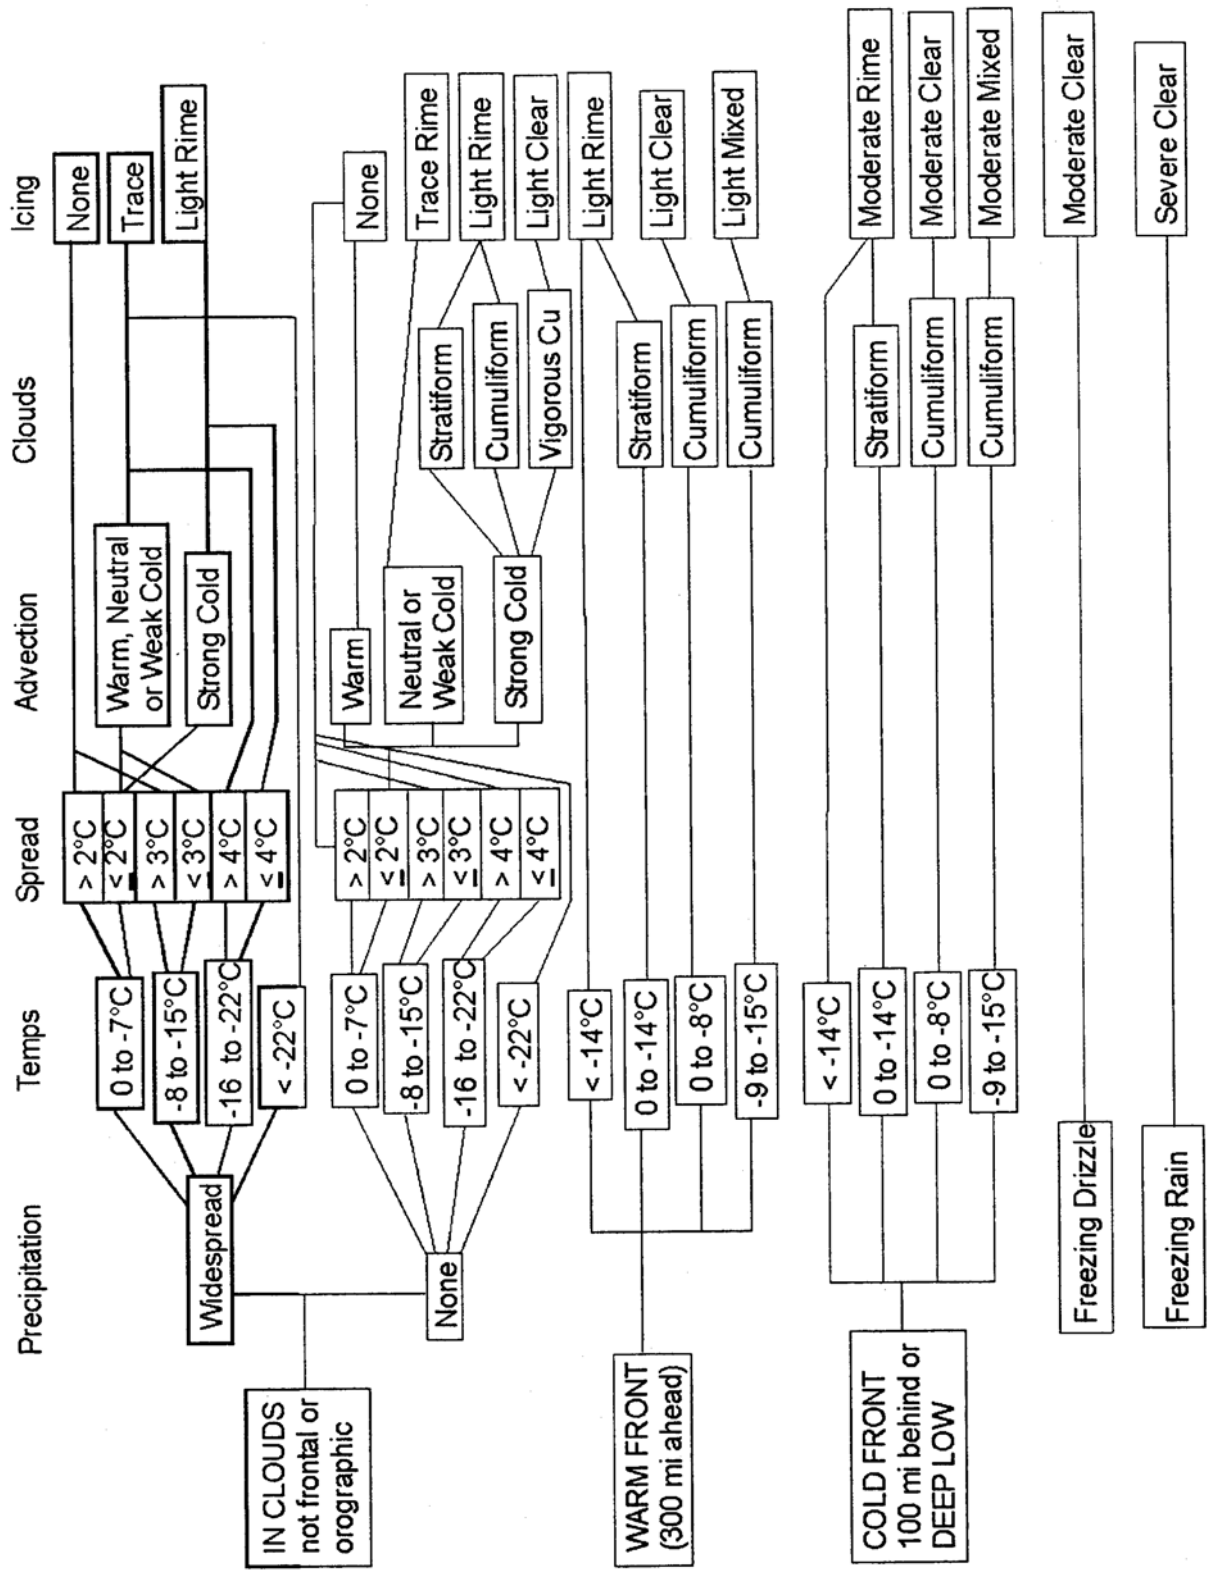 Precipitation
Temps
Spread
Advection
Clouds
Icing
IN CLOUDS
not frontal or
orographic
Widespread
0 to -7°C
-8 to -15°C
-16 to -22°C
< -22°C
> 2°C
< 2°C
> 3°C
< 3°C
> 4°C
< 4°C
Warm, Neutral
or Weak Cold
Strong Cold
None
Trace
Light Rime
None
0 to -7°C
-8 to -15°C
-16 to -22°C
< -22°C
> 2°C
≤ 2°C
> 3°C
≤ 3°C
> 4°C
≤ 4°C
Warm
Neutral or
Weak Cold
Strong Cold
Stratiform
Cumuliform
Vigorous Cu
None
Trace Rime
Light Rime
Light Clear
WARM FRONT
(300 mi ahead)
< -14°C
0 to -14°C
0 to -8°C
-9 to -15°C
Stratiform
Cumuliform
Cumuliform
Light Rime
Light Clear
Light Mixed
COLD FRONT
100 mi behind or
DEEP LOW
< -14°C
0 to -14°C
0 to -8°C
-9 to -15°C
Stratiform
Cumuliform
Cumuliform
Moderate Rime
Moderate Clear
Moderate Mixed
Freezing Drizzle
Moderate Clear
Freezing Rain
Severe Clear